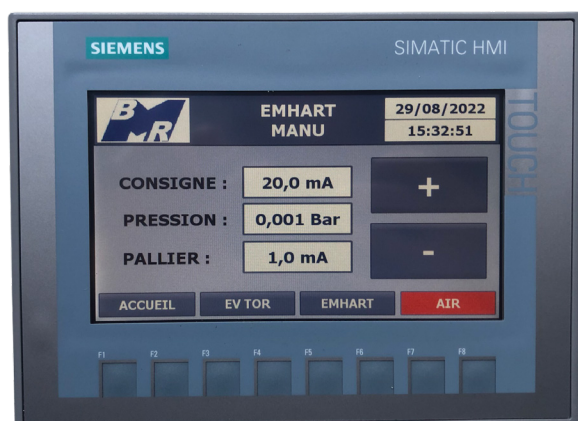 SIEMENS
SIMATIC HMI
TOUCH
BMR
EMHART
MANU
29/08/2022
15:32:51
CONSIGNE : 20,0 mA
+
PRESSION : 0,001 Bar
PALLIER : 1,0 mA
-
ACCUEIL EV TOR EMHART AIR
F1 F2 F3 F4 F5 F6 F7 F8